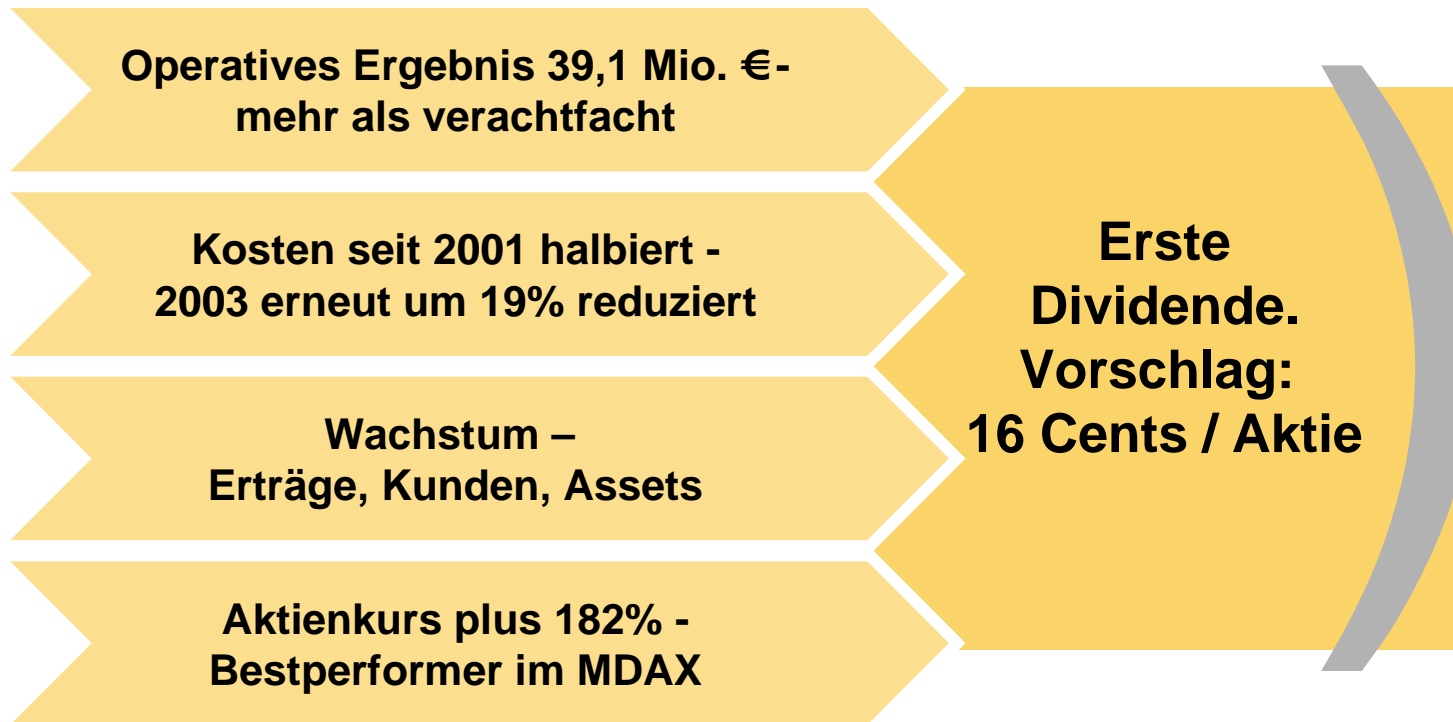 Operatives Ergebnis 39,1 Mio. €-
mehr als verachtfacht
Kosten seit 2001 halbiert -
2003 erneut um 19% reduziert
Wachstum –
Erträge, Kunden, Assets
Aktienkurs plus 182% -
Bestperformer im MDAX
Erste
Dividende.
Vorschlag:
16 Cents / Aktie